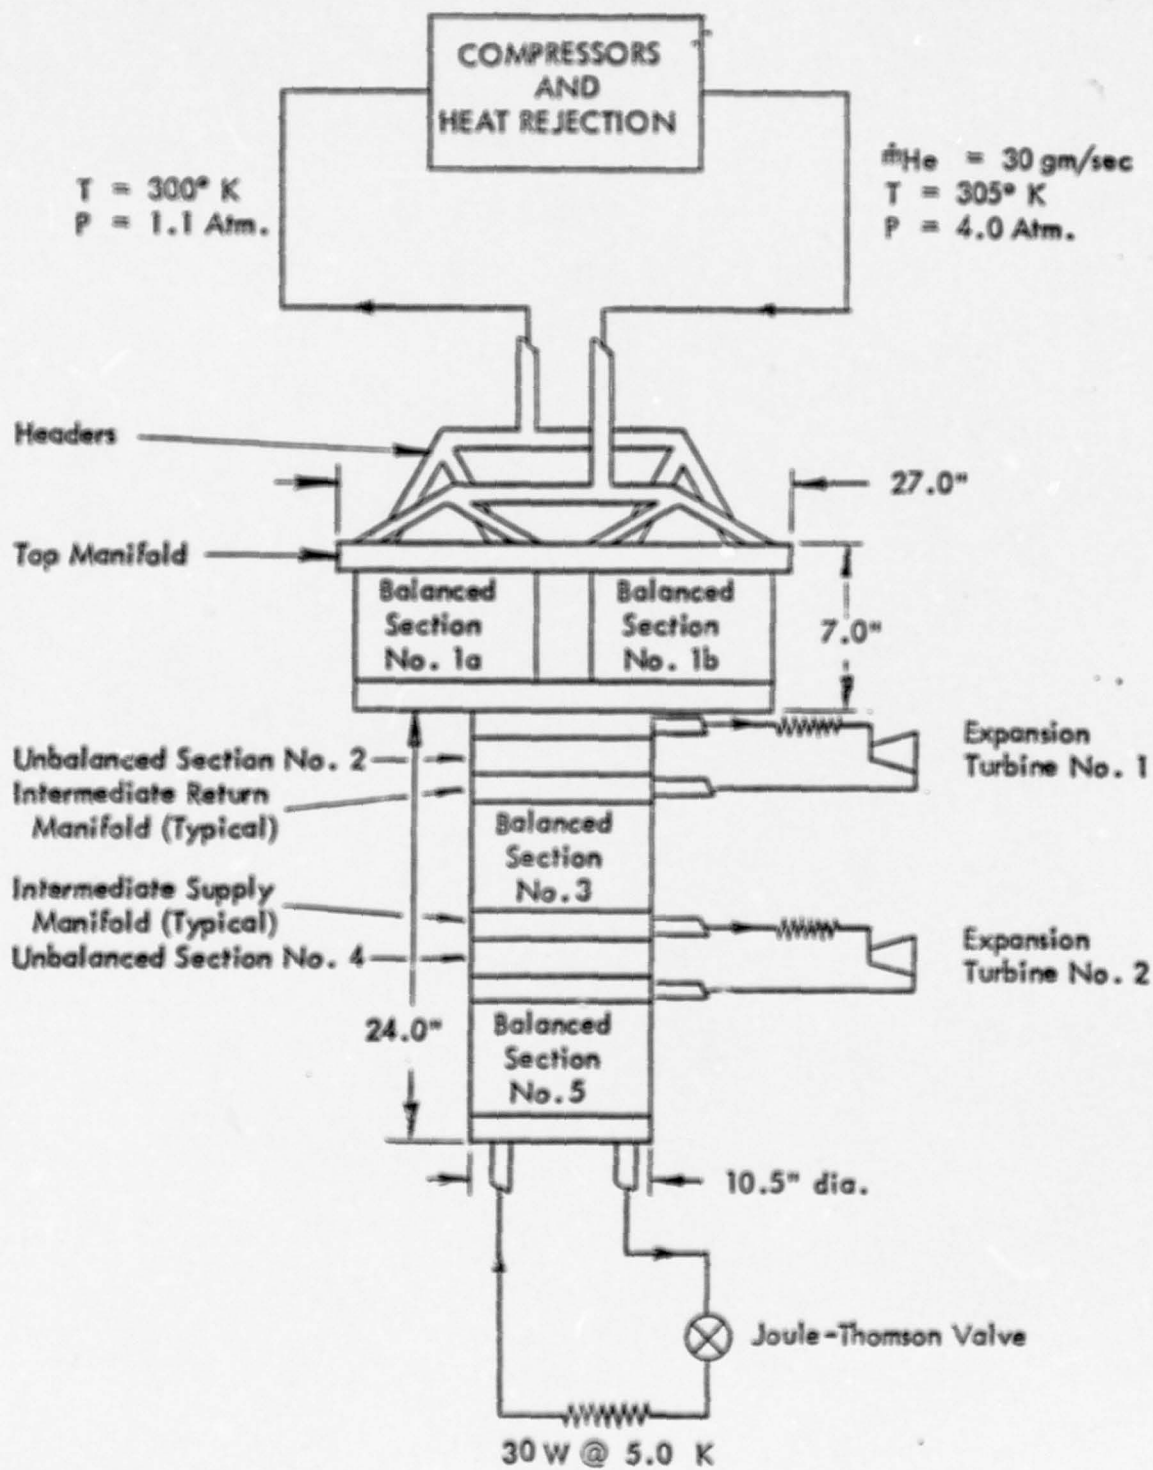 COMPRESSORS
AND
HEAT REJECTION
T = 300° K
P = 1.1 Atm.
ṁHe = 30 gm/sec
T = 305° K
P = 4.0 Atm.
Headers
27.0"
Top Manifold
Balanced
Section
No. 1a
Balanced
Section
No. 1b
7.0"
Unbalanced Section No. 2
Intermediate Return
Manifold (Typical)
Expansion
Turbine No. 1
Balanced
Section
No.3
Intermediate Supply
Manifold (Typical)
Unbalanced Section No. 4
Expansion
Turbine No. 2
24.0"
Balanced
Section
No.5
10.5" dia.
Joule-Thomson Valve
30 W @ 5.0 K